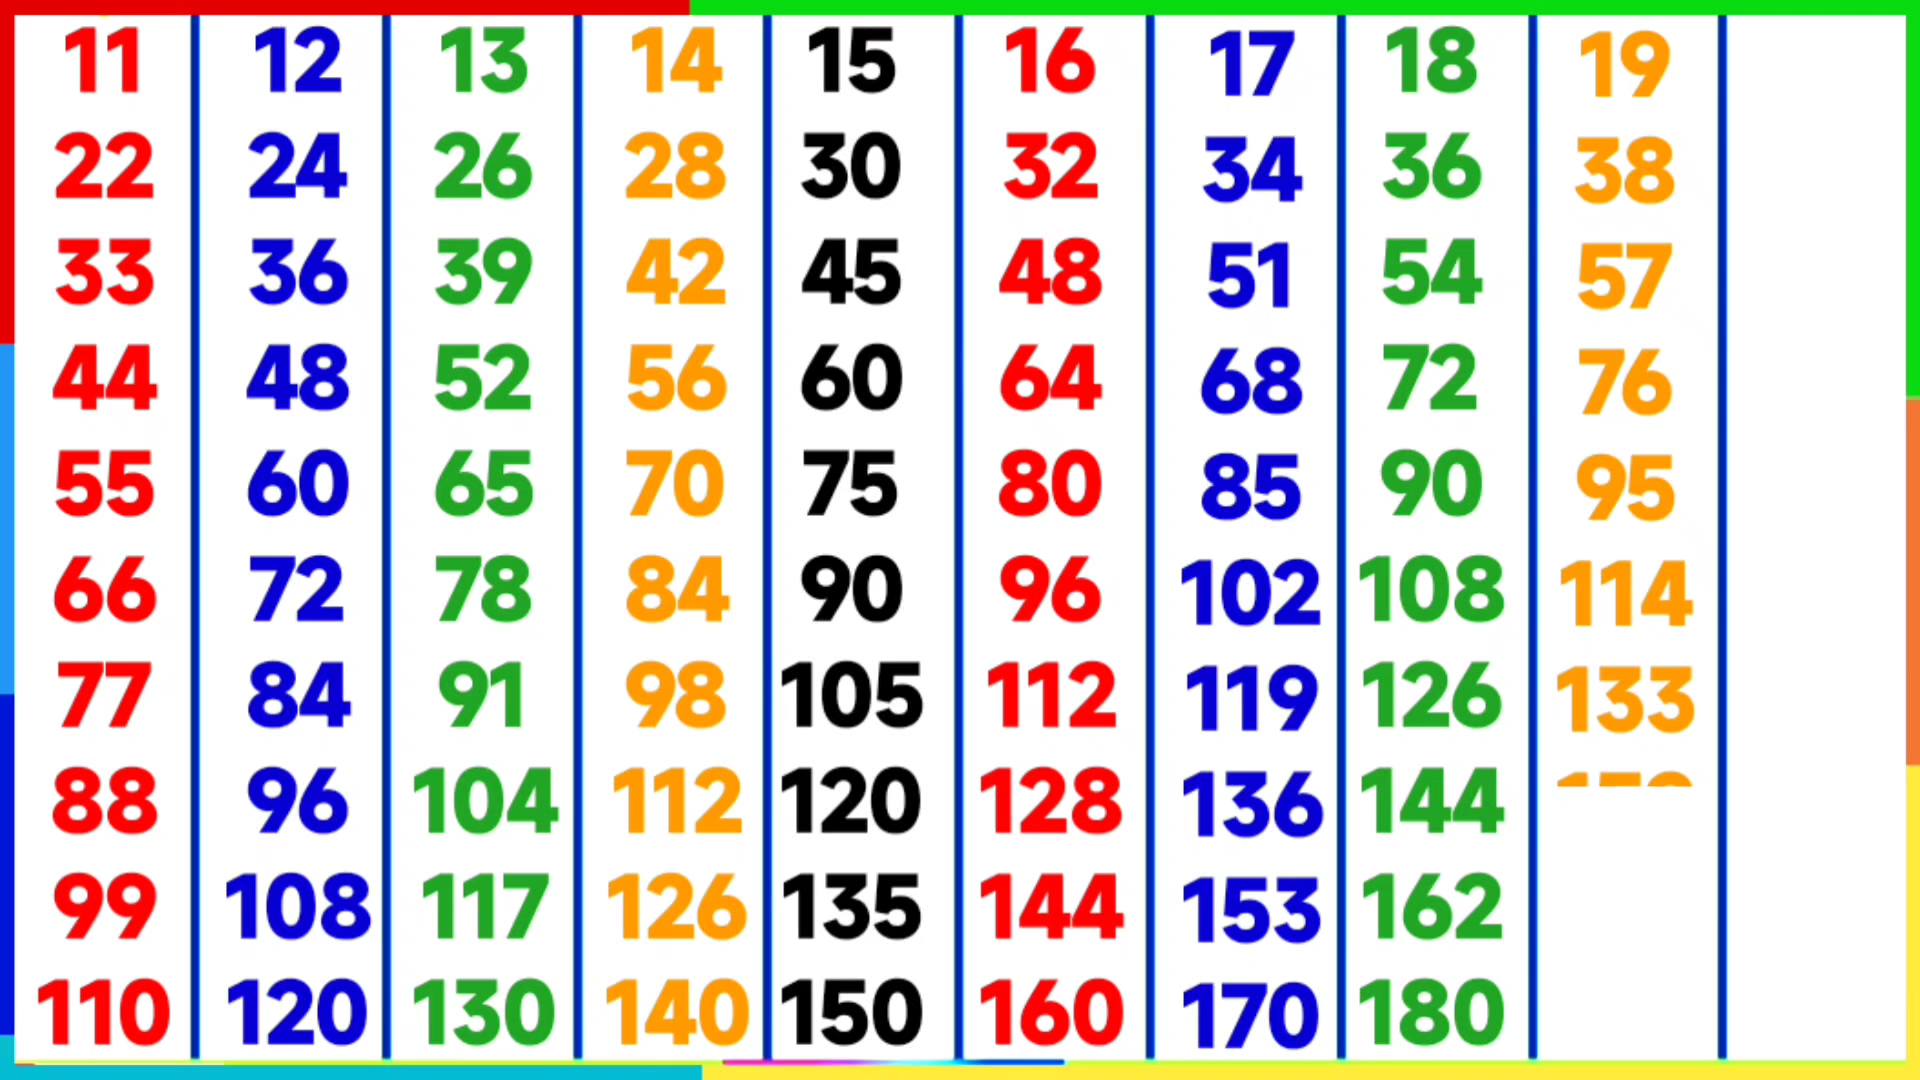 11 12 13 14 15 16 17 18 19
22 24 26 28 30 32 34 36 38
33 36 39 42 45 48 51 54 57
44 48 52 56 60 64 68 72 76
55 60 65 70 75 80 85 90 95
66 72 78 84 90 96 102 108 114
77 84 91 98 105 112 119 126 133
88 96 104 112 120 128 136 144
99 108 117 126 135 144 153 162
110 120 130 140 150 160 170 180